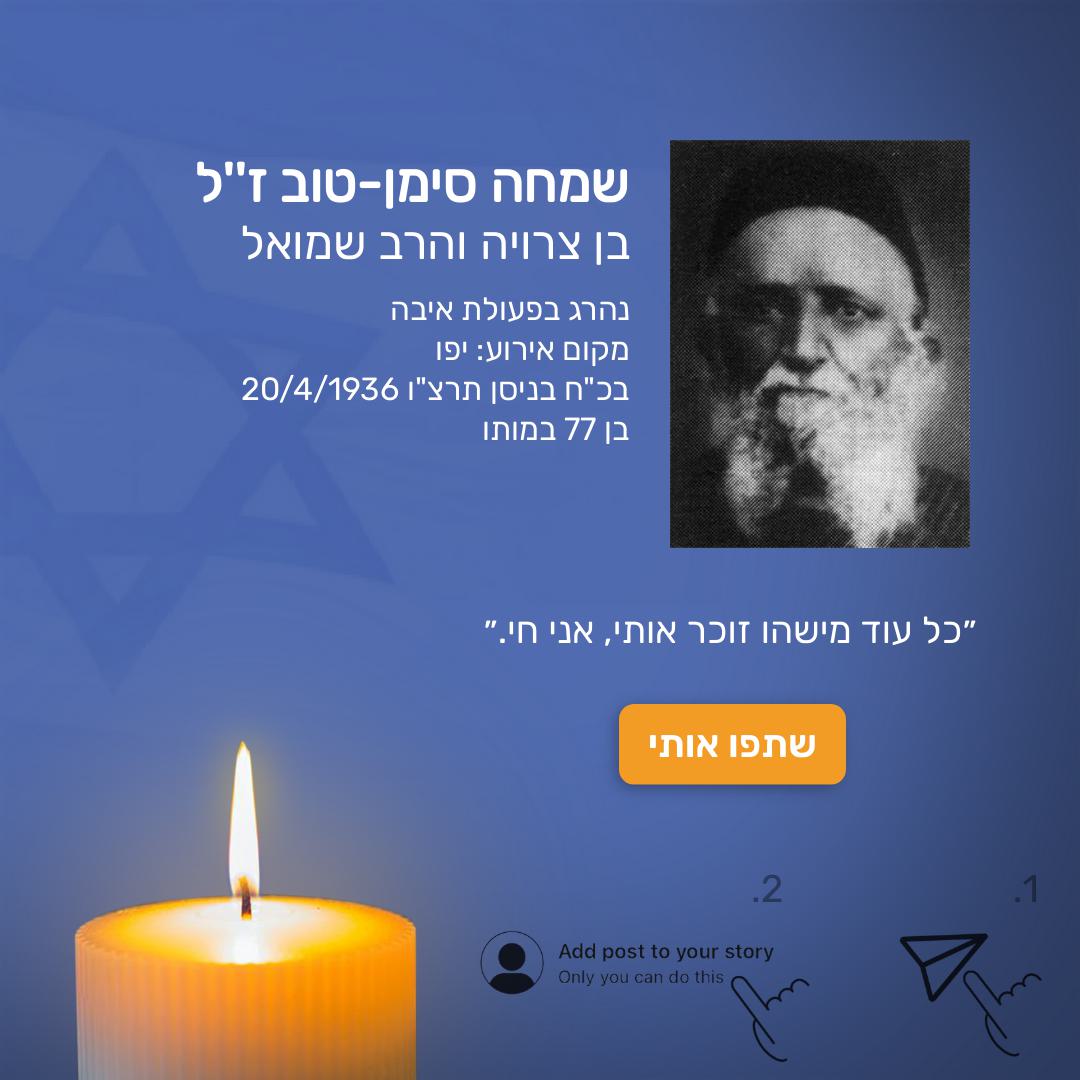 שמחה סימן-טוב ז"ל
בן צרויה והרב שמואל
נהרג בפעולת איבה
מקום אירוע: יפו
בכ"ח בניסן תרצ"ו 20/4/1936
בן 77 במותו
״כל עוד מישהו זוכר אותי, אני חי.״
שתפו אותי
1.
2.
Add post to your story
Only you can do this